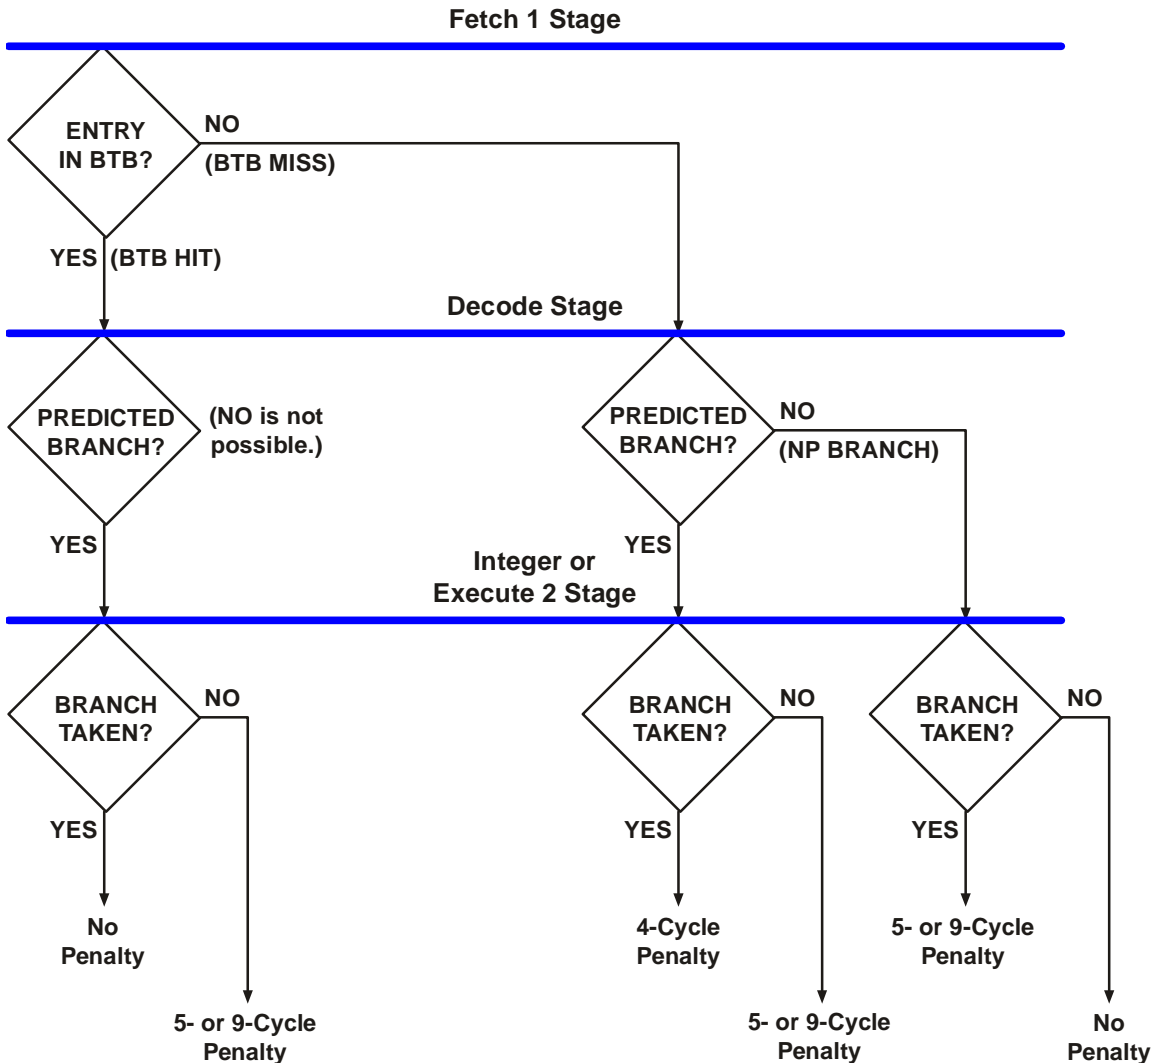 Fetch 1 Stage
ENTRY
IN BTB?
NO
(BTB MISS)
YES (BTB HIT)
Decode Stage
PREDICTED
BRANCH?
(NO is not
possible.)
PREDICTED
BRANCH?
NO
(NP BRANCH)
YES
YES
Integer or
Execute 2 Stage
BRANCH
TAKEN?
NO
BRANCH
TAKEN?
NO
BRANCH
TAKEN?
NO
YES
YES
YES
No
Penalty
4-Cycle
Penalty
5- or 9-Cycle
Penalty
5- or 9-Cycle
Penalty
5- or 9-Cycle
Penalty
No
Penalty